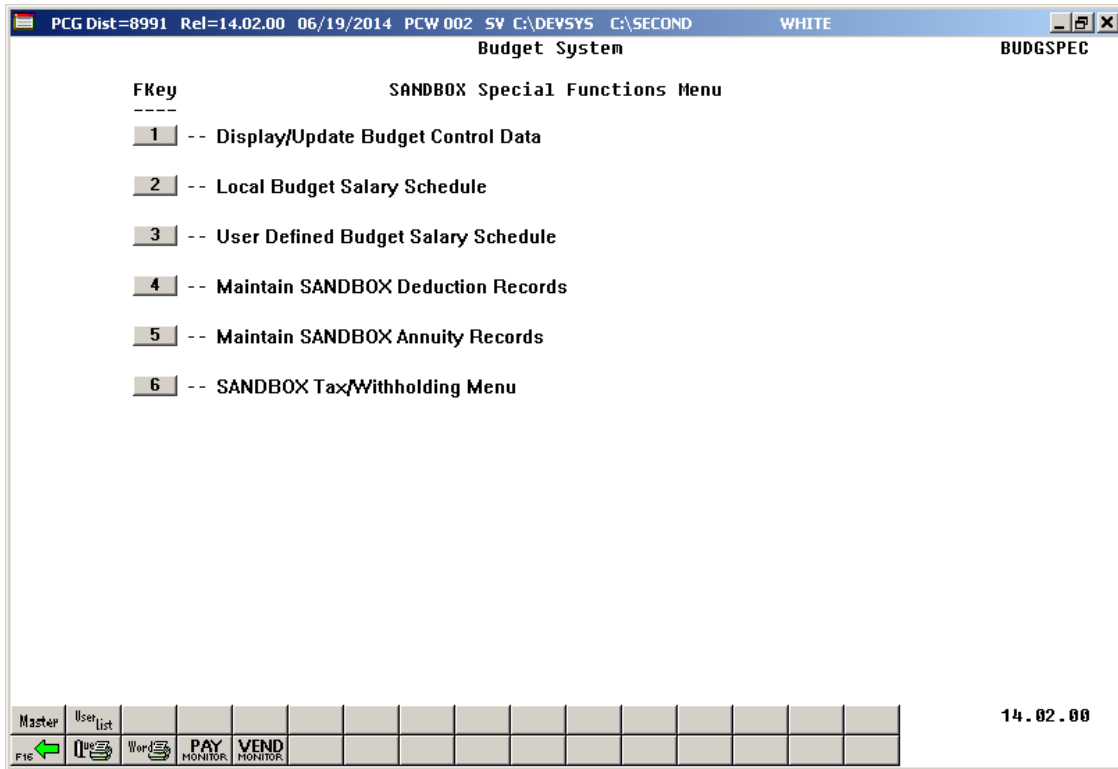 PCG Dist=8991 Rel=14.02.00 06/19/2014 PCW 002 SV C:\DEVSYS C:\SECOND WHITE
Budget System BUDGSPEC
FKey SANDBOX Special Functions Menu
----
1 -- Display/Update Budget Control Data
2 -- Local Budget Salary Schedule
3 -- User Defined Budget Salary Schedule
4 -- Maintain SANDBOX Deduction Records
5 -- Maintain SANDBOX Annuity Records
6 -- SANDBOX Tax/Withholding Menu
Master User List 14.02.00
F16 Que Word PAY MONITOR VEND MONITOR